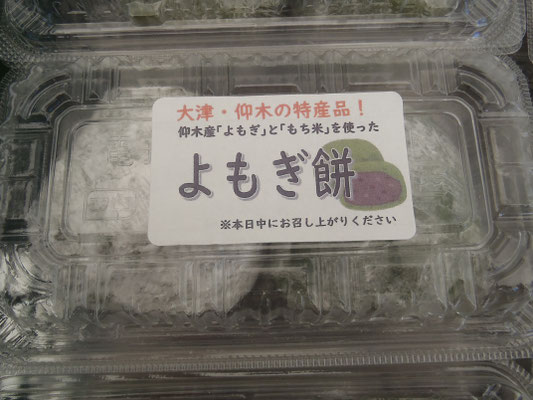 大津・仰木の特産品！
仰木産｢よもぎ｣と｢もち米｣を使った
よもぎ餅
※本日中にお召し上がりください